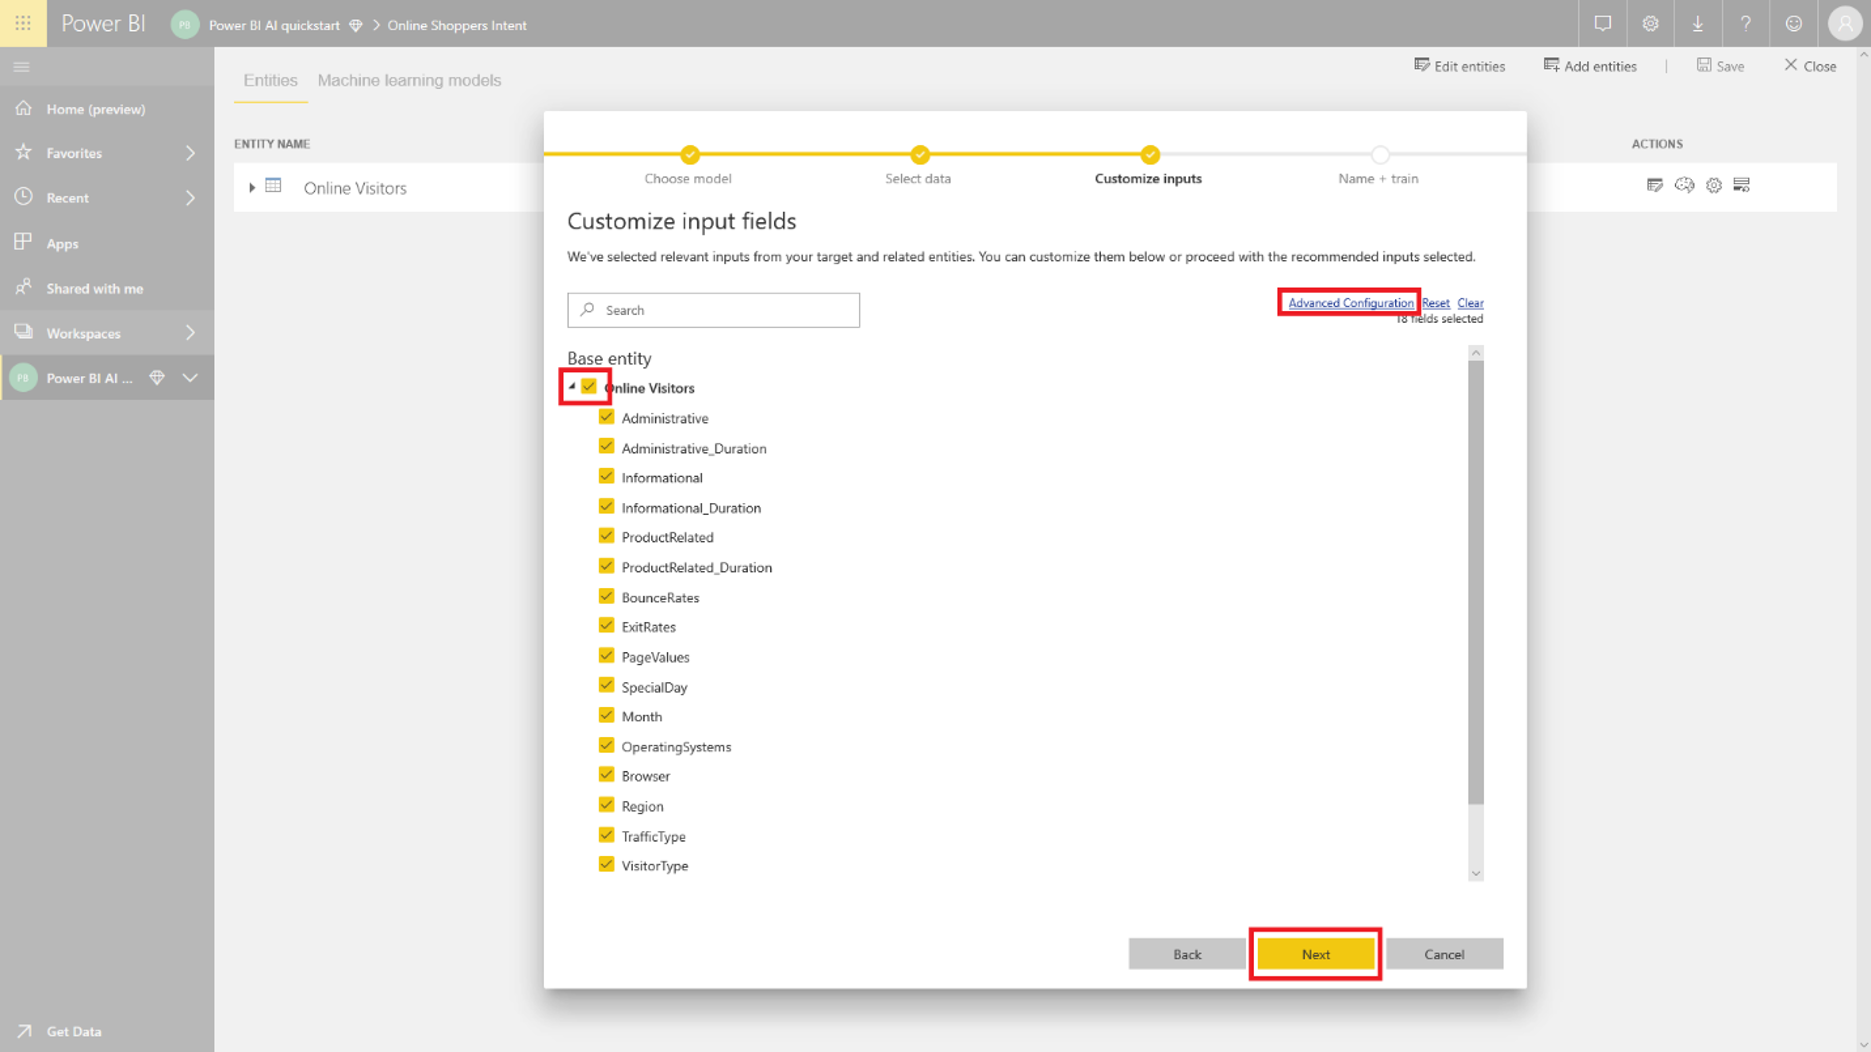 Power BI
PB
Power BI AI quickstart > Online Shoppers Intent
?
Home (preview)
Favorites
Recent
Apps
Shared with me
Workspaces
PB
Power BI AI ...
Get Data
Entities
Machine learning models
Edit entities
Add entities
|
Save
Close
ENTITY NAME
ACTIONS
Online Visitors
Choose model
Select data
Customize inputs
Name + train
Customize input fields
We've selected relevant inputs from your target and related entities. You can customize them below or proceed with the recommended inputs selected.
Search
Advanced Configuration Reset Clear
18 fields selected
Base entity
Online Visitors
Administrative
Administrative_Duration
Informational
Informational_Duration
ProductRelated
ProductRelated_Duration
BounceRates
ExitRates
PageValues
SpecialDay
Month
OperatingSystems
Browser
Region
TrafficType
VisitorType
Back
Next
Cancel